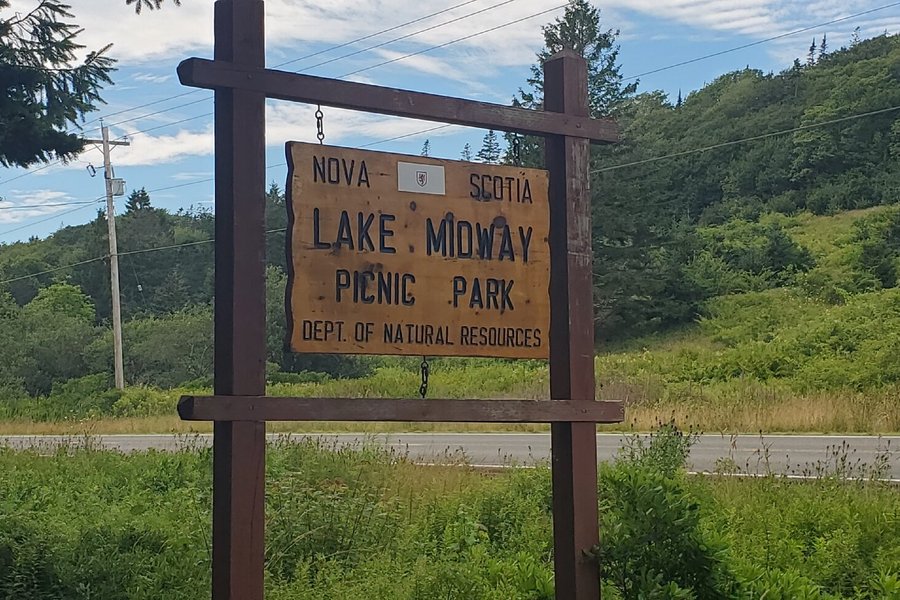 NOVA SCOTIA
LAKE MIDWAY
PICNIC PARK
DEPT. OF NATURAL RESOURCES